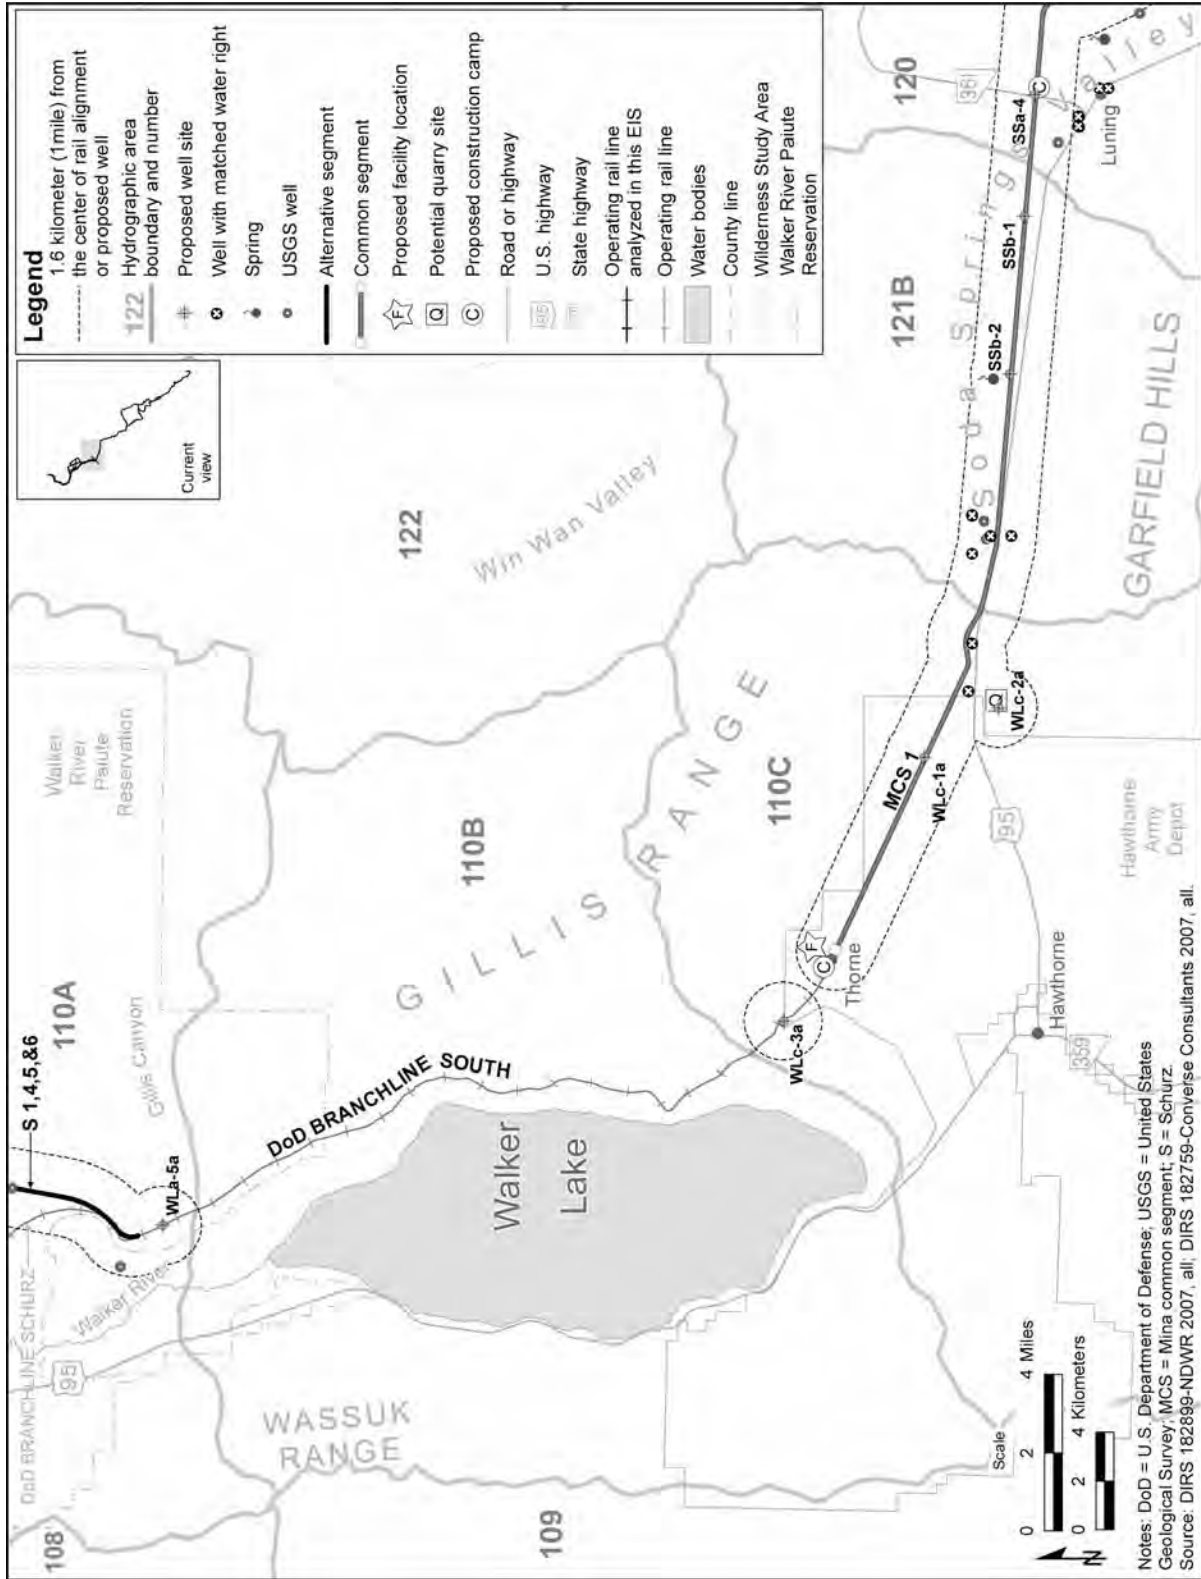 Legend
1.6 kilometer (1mile) from
the center of rail alignment
or proposed well
122
Hydrographic area
boundary and number
Proposed well site
Well with matched water right
Spring
USGS well
Alternative segment
Common segment
F
Proposed facility location
Q
Potential quarry site
C
Proposed construction camp
Road or highway
95
U.S. highway
State highway
Operating rail line
analyzed in this EIS
Operating rail line
Water bodies
County line
Wilderness Study Area
Walker River Paiute
Reservation
Current
view
S 1,4,5,&6
110A
Walker
River
Paiute
Reservation
Gillis Canyon
DoD BRANCHLINE SCHURZ
108
95
Walker River
WLa-5a
DoD BRANCHLINE SOUTH
110B
GILLIS RANGE
122
Win Wan Valley
Walker
Lake
WASSUK
RANGE
109
110C
WLc-3a
C
F
Thorne
MCS 1
WLc-1a
Q
WLc-2a
95
Hawthorne
359
Hawthorne
Army
Depot
121B
Soda Spring Valley
SSb-2
SSb-1
SSa-4
C
361
120
Luning
GARFIELD HILLS
Scale
0 2 4 Miles
0 2 4 Kilometers
N
Notes: DoD = U.S. Department of Defense; USGS = United States
Geological Survey; MCS = Mina common segment; S = Schurz.
Source: DIRS 182899-NDWR 2007, all; DIRS 182759-Converse Consultants 2007, all.